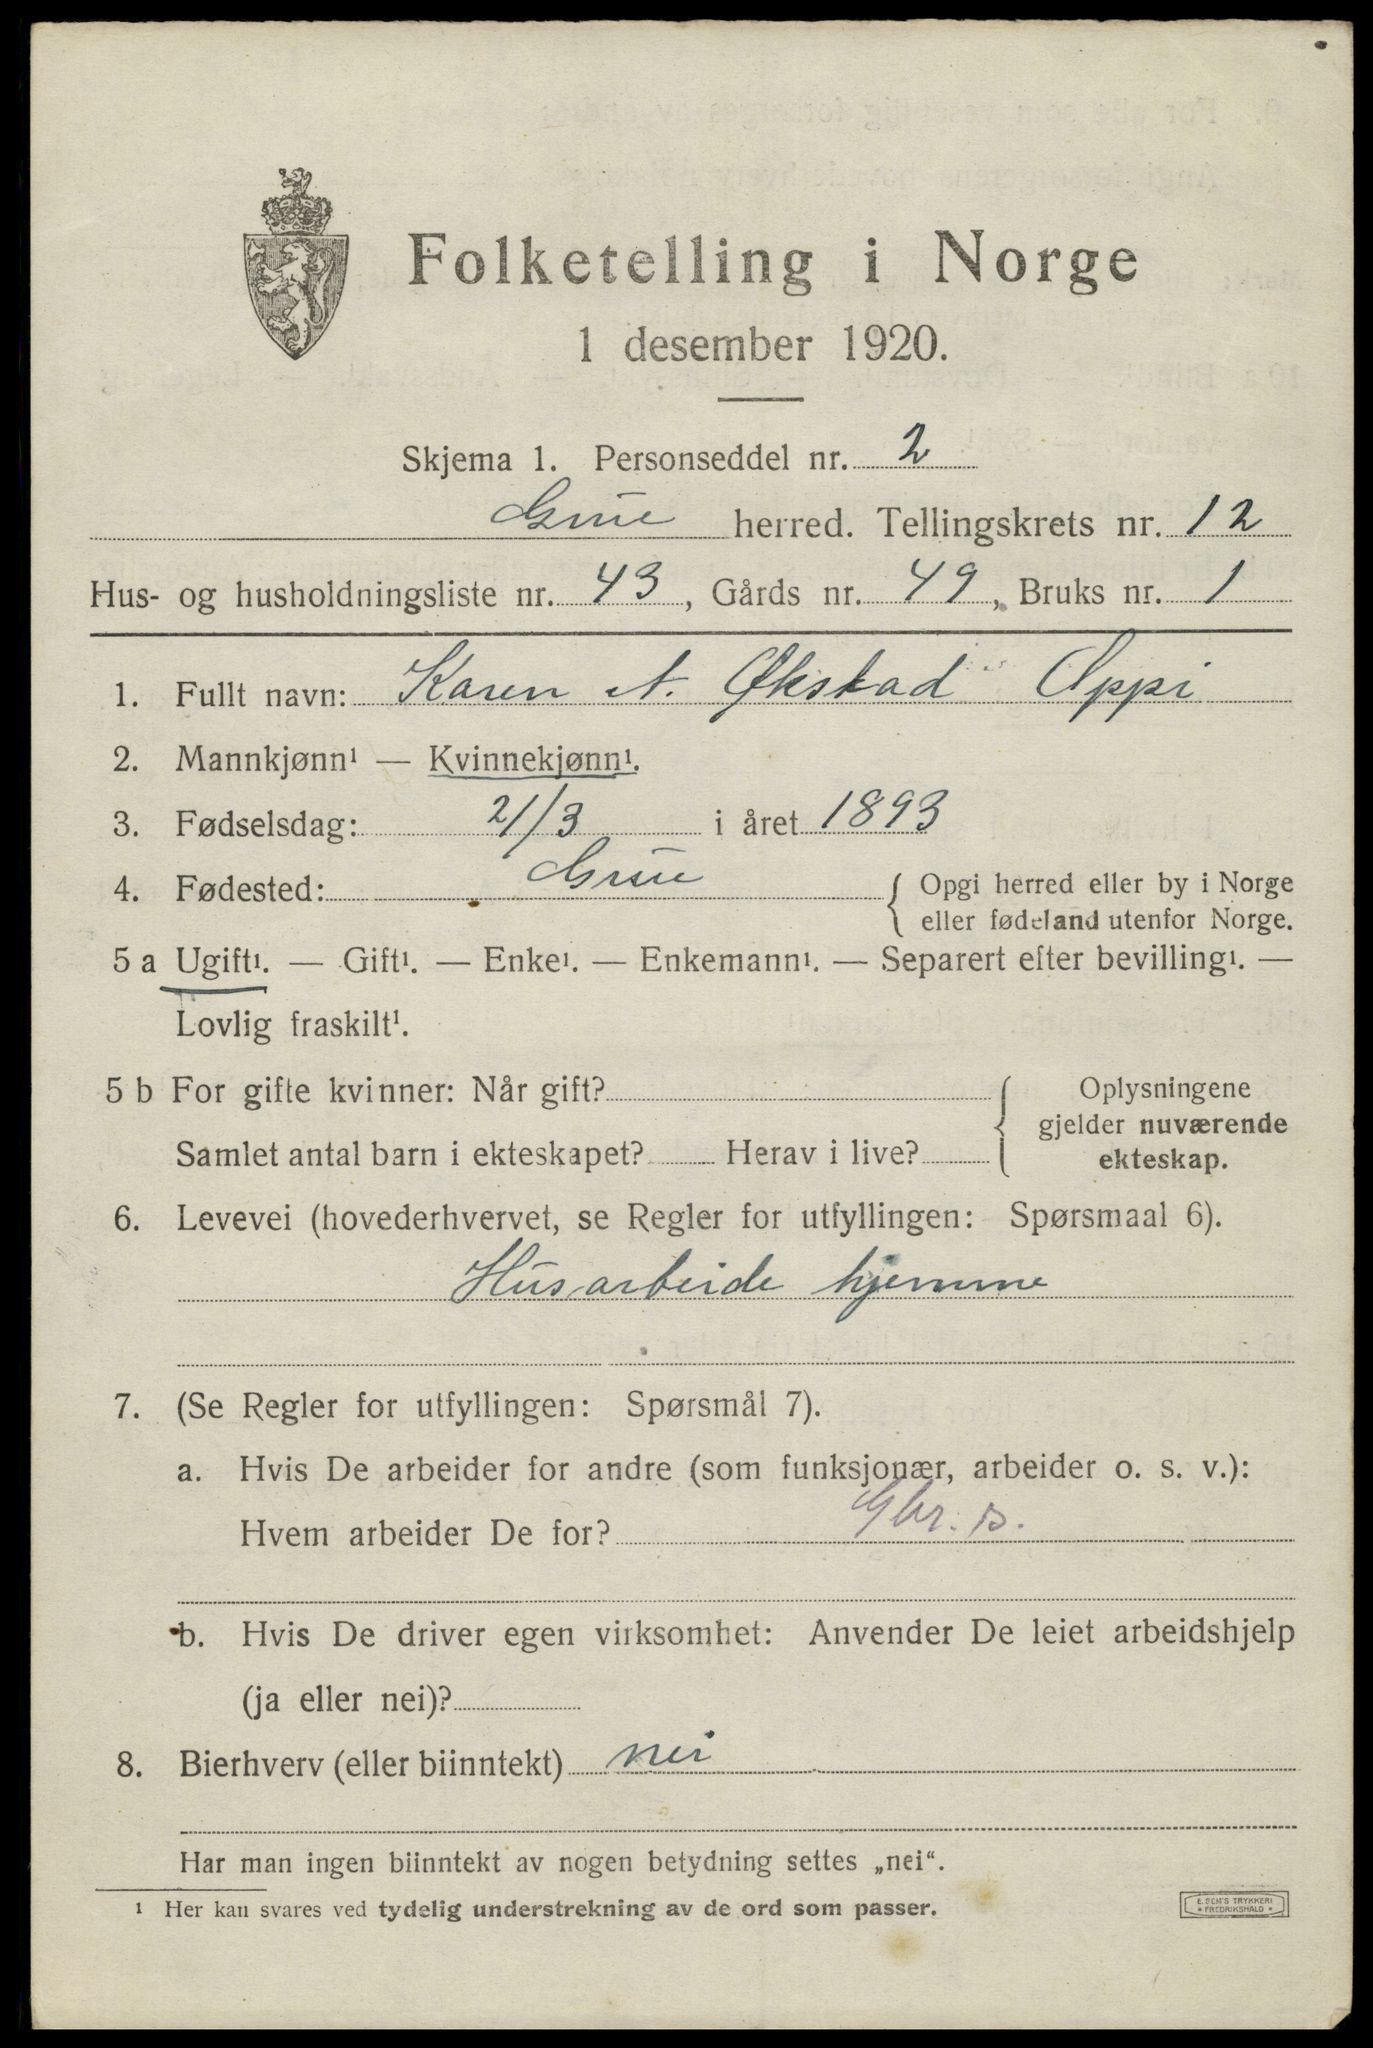 Folketelling i Norge
1 desember 1920.
Skjema 1. Personseddel nr. 2
Grue herred. Tellingskrets nr. 12
Hus- og husholdningsliste nr. 43, Gårds nr. 49, Bruks nr. 1
1. Fullt navn: Karen A. Økstad Oppi
2. Mannkjønn¹ — Kvinnekjønn¹.
3. Fødselsdag: 21/3 i året 1893
4. Fødested: Grue { Opgi herred eller by i Norge
eller fødeland utenfor Norge.
5 a Ugift¹. — Gift¹. — Enke¹. — Enkemann¹. — Separert efter bevilling¹. —
Lovlig fraskilt¹.
5 b For gifte kvinner: Når gift? { Oplysningene
gjelder nuværende
Samlet antal barn i ekteskapet? Herav i live? ekteskap.
6. Levevei (hovederhvervet, se Regler for utfyllingen: Spørsmaal 6).
Husarbeide hjemme
7. (Se Regler for utfyllingen: Spørsmål 7).
a. Hvis De arbeider for andre (som funksjonær, arbeider o. s. v.):
Hvem arbeider De for?
b. Hvis De driver egen virksomhet: Anvender De leiet arbeidshjelp
(ja eller nei)?
8. Bierhverv (eller biinntekt) nei
Har man ingen biinntekt av nogen betydning settes „nei“.
¹ Her kan svares ved tydelig understrekning av de ord som passer.
E. SEM'S TRYKKERI
* FREDRIKSHALD *